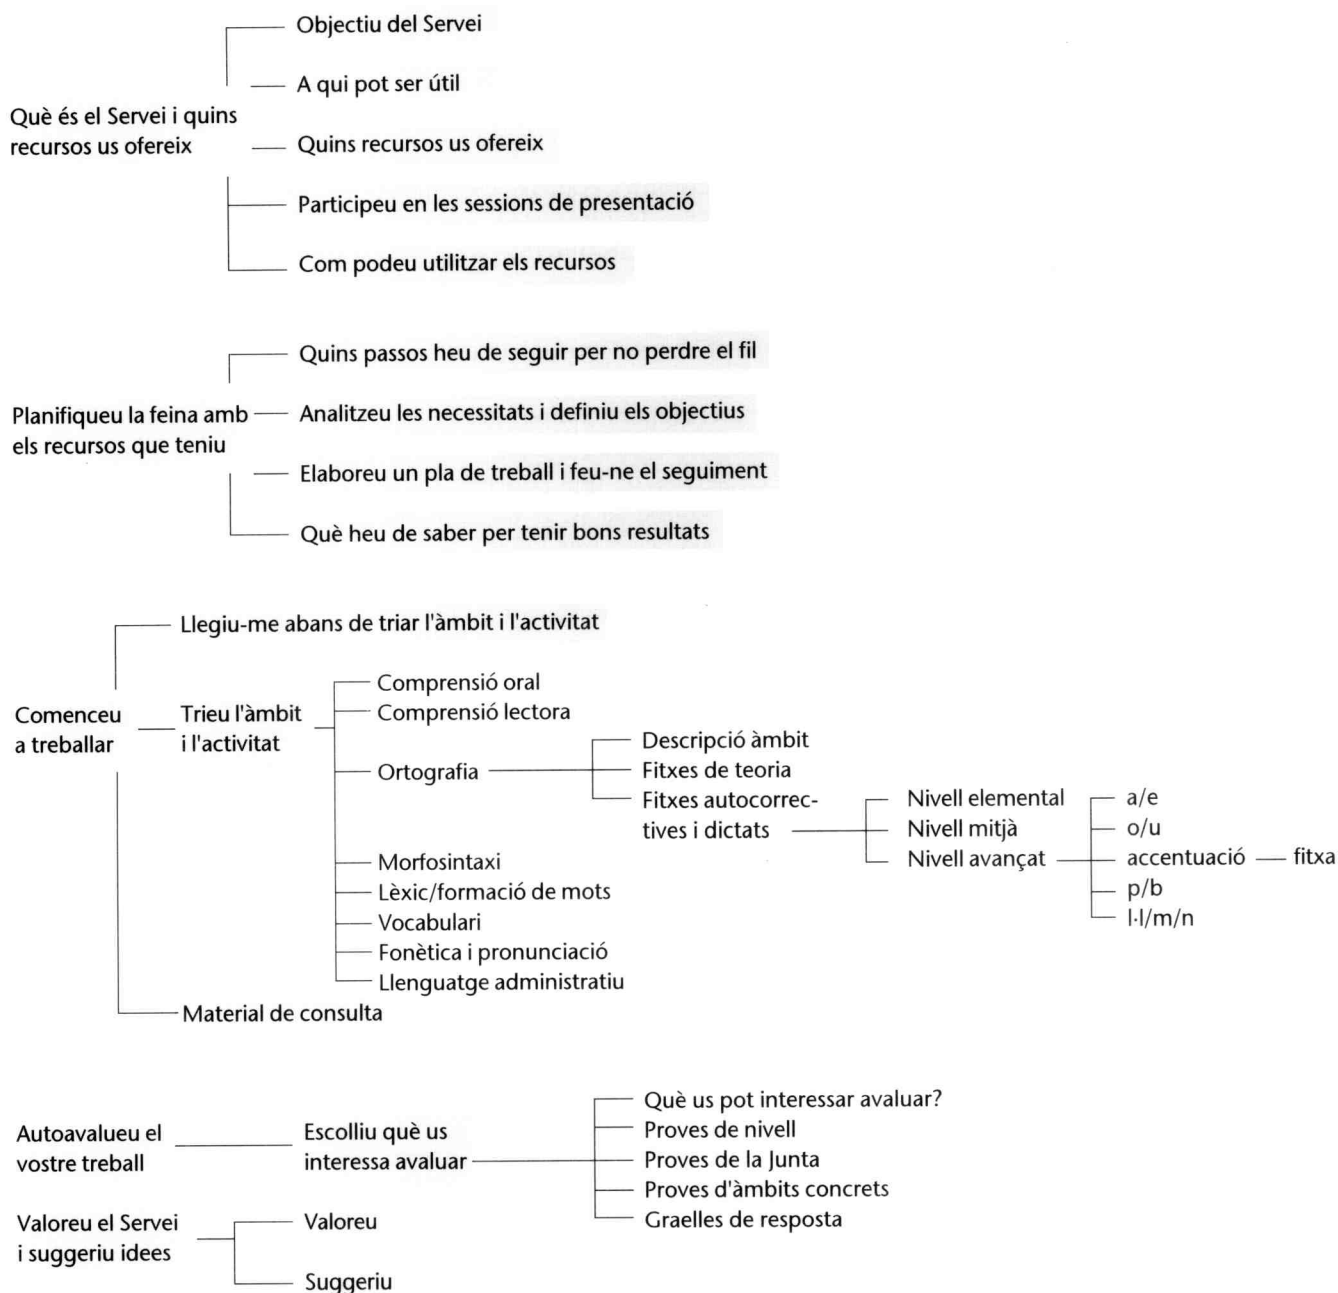 Objectiu del Servei
A qui pot ser útil
Què és el Servei i quins
recursos us ofereix
Quins recursos us ofereix
Participeu en les sessions de presentació
Com podeu utilitzar els recursos
Quins passos heu de seguir per no perdre el fil
Planifiqueu la feina amb
els recursos que teniu
Analitzeu les necessitats i definiu els objectius
Elaboreu un pla de treball i feu-ne el seguiment
Què heu de saber per tenir bons resultats
Llegiu-me abans de triar l'àmbit i l'activitat
Comenceu
a treballar
Trieu l'àmbit
i l'activitat
Comprensió oral
Comprensió lectora
Ortografia
Descripció àmbit
Fitxes de teoria
Fitxes autocorrec-
tives i dictats
Nivell elemental
Nivell mitjà
Nivell avançat
a/e
o/u
accentuació
fitxa
p/b
l·l/m/n
Morfosintaxi
Lèxic/formació de mots
Vocabulari
Fonètica i pronunciació
Llenguatge administratiu
Material de consulta
Autoavalueu el
vostre treball
Escolliu què us
interessa avaluar
Què us pot interessar avaluar?
Proves de nivell
Proves de la Junta
Proves d'àmbits concrets
Graelles de resposta
Valoreu el Servei
i suggeriu idees
Valoreu
Suggeriu